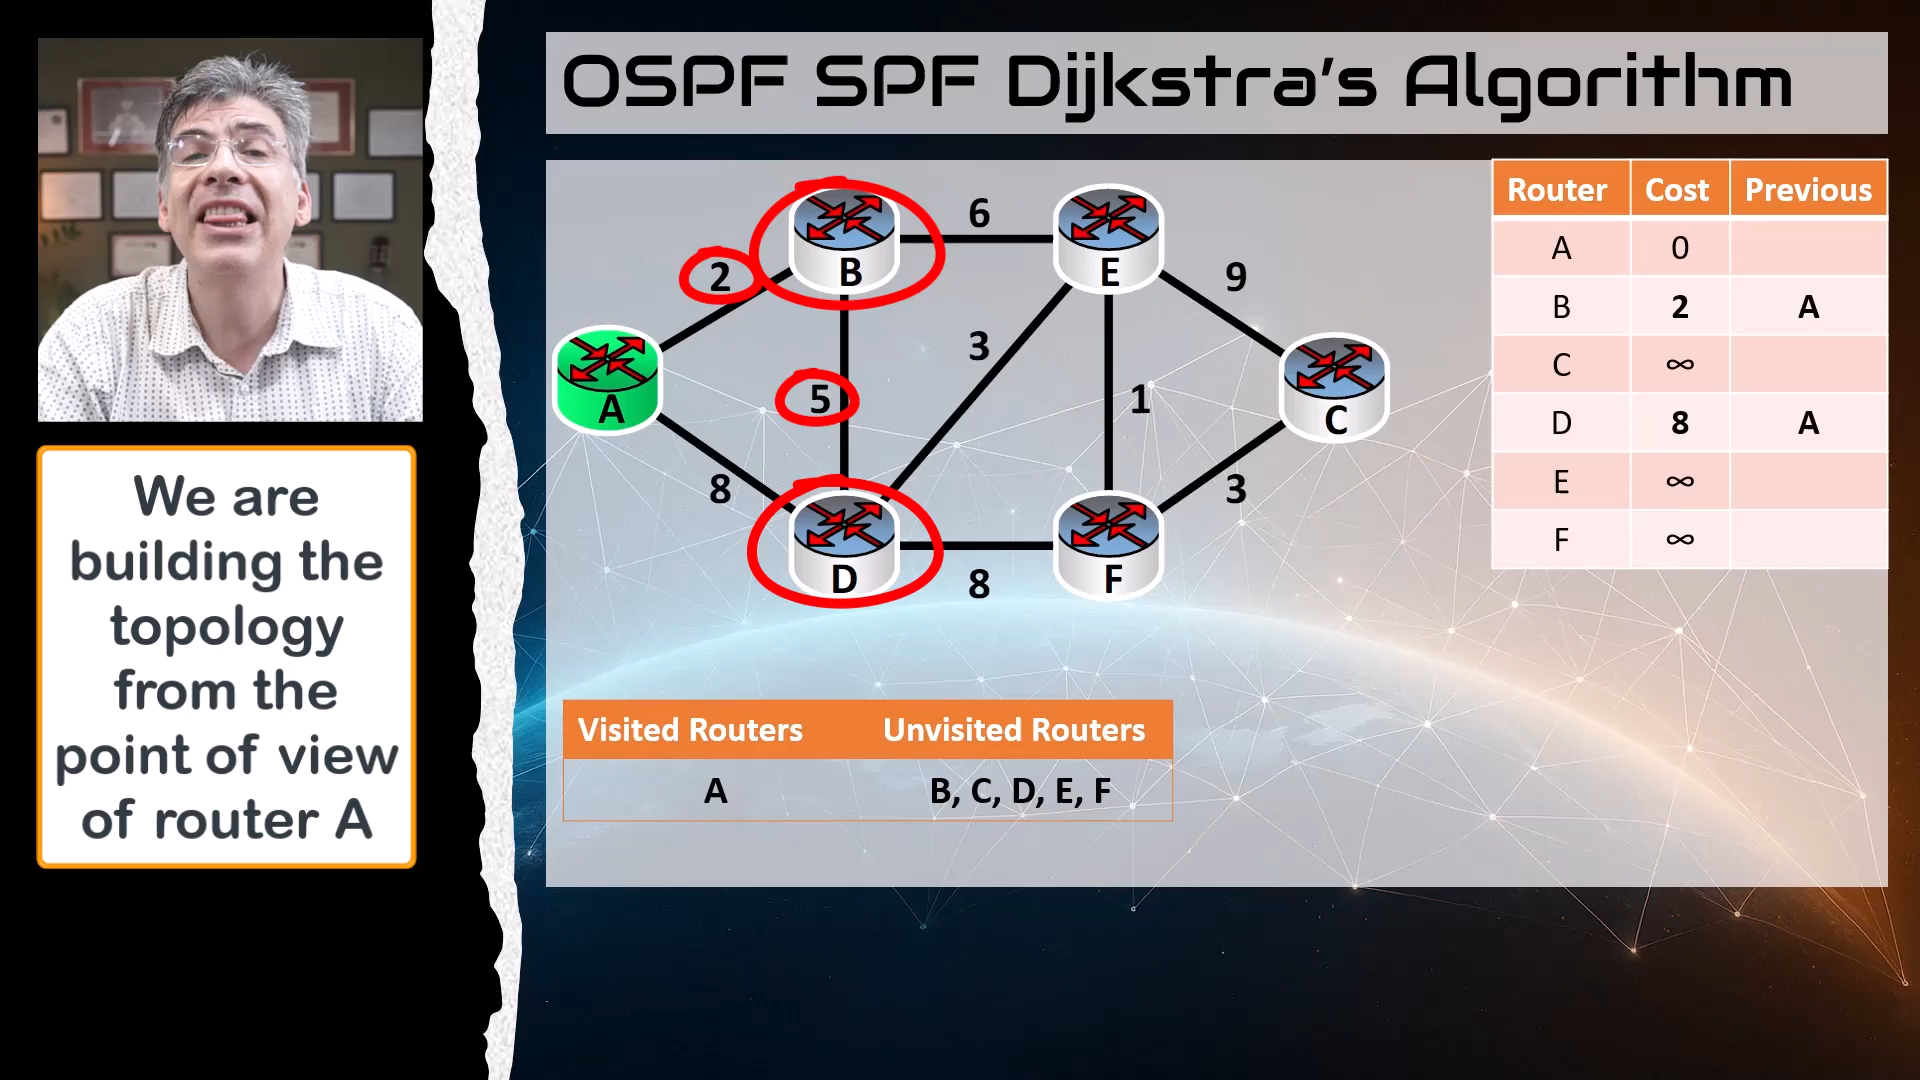 OSPF SPF Dijkstra's Algorithm
We are
building the
topology
from the
point of view
of router A
B
6
E
2
9
3
A
5
1
C
8
3
D
8
F
Router Cost Previous
A 0
B 2 A
C ∞
D 8 A
E ∞
F ∞
Visited Routers Unvisited Routers
A B, C, D, E, F